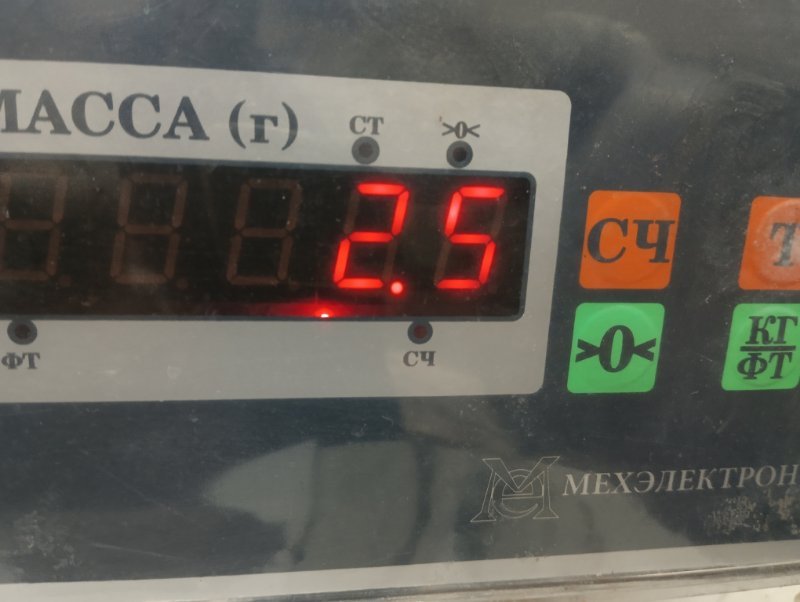 МАССА (г)
СТ >0<
2.5
ФТ СЧ
СЧ Т
>0< КГ
ФТ
МЕХЭЛЕКТРОН